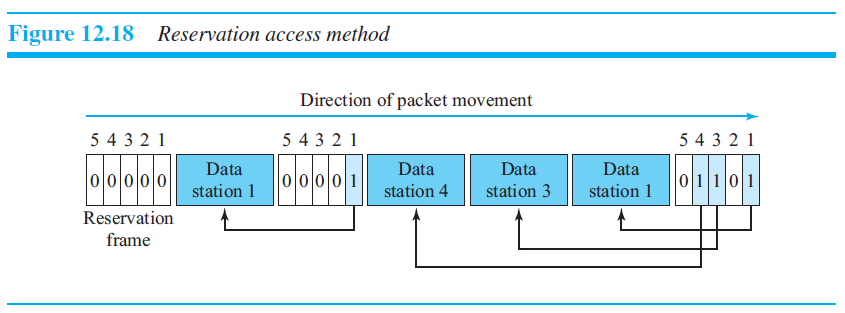 Figure 12.18 Reservation access method
Direction of packet movement
5 4 3 2 1
5 4 3 2 1
5 4 3 2 1
0 0 0 0 0
Data
station 1
0 0 0 0 1
Data
station 4
Data
station 3
Data
station 1
0 1 1 0 1
Reservation
frame